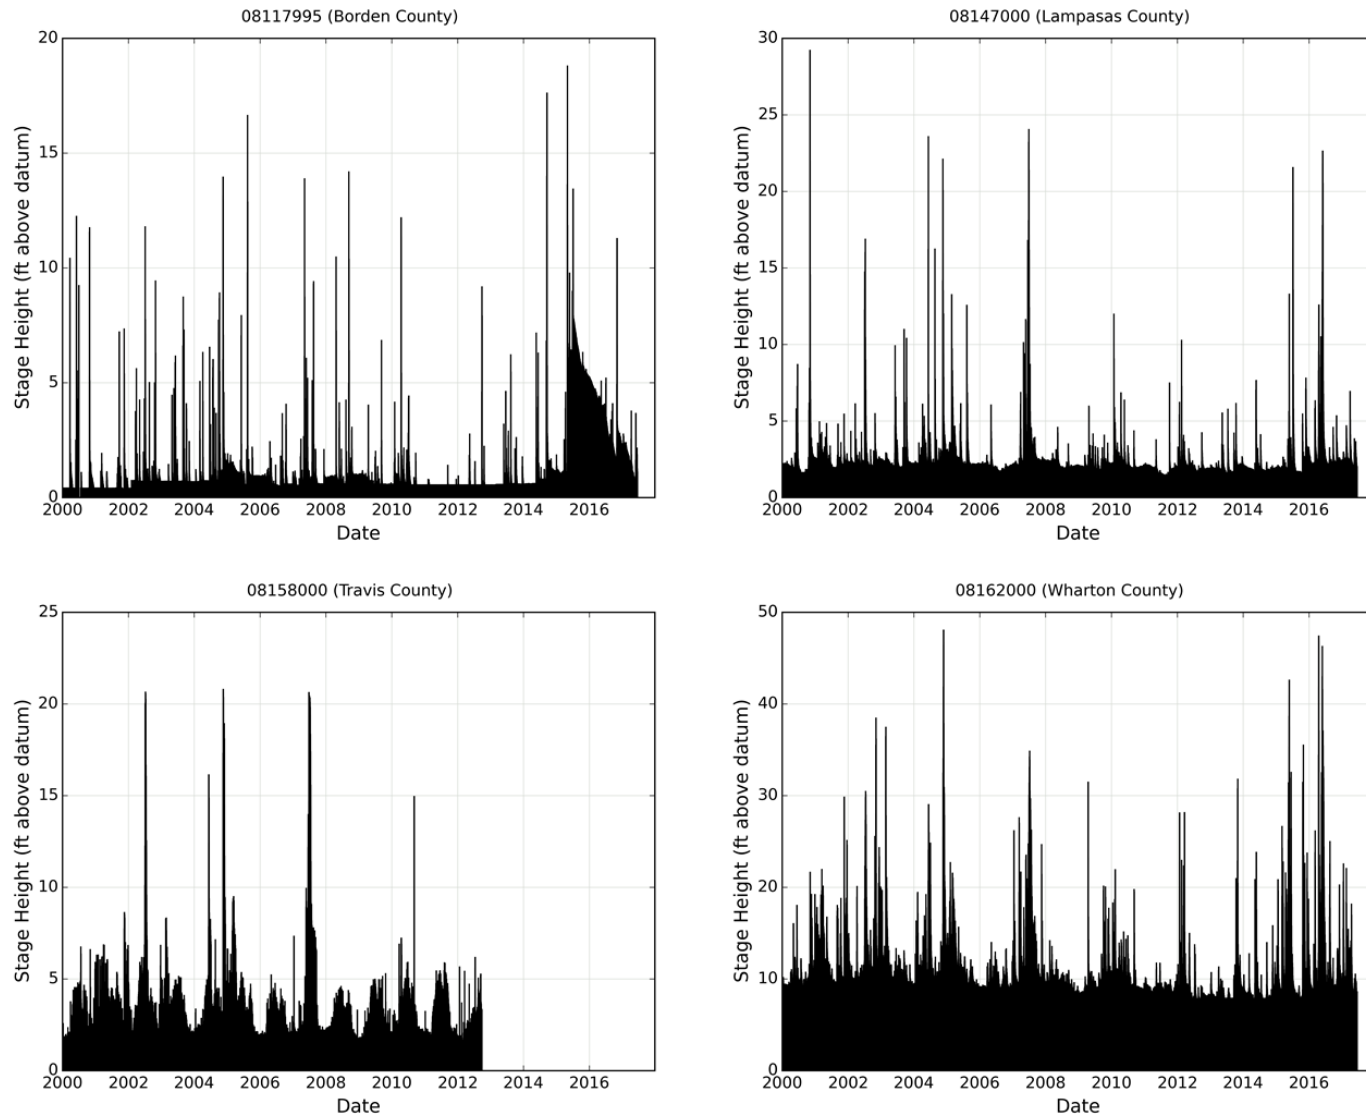 08117995 (Borden County)
Stage Height (ft above datum)
20
15
10
5
0
2000 2002 2004 2006 2008 2010 2012 2014 2016
Date
08147000 (Lampasas County)
Stage Height (ft above datum)
30
25
20
15
10
5
0
2000 2002 2004 2006 2008 2010 2012 2014 2016
Date
08158000 (Travis County)
Stage Height (ft above datum)
25
20
15
10
5
0
2000 2002 2004 2006 2008 2010 2012 2014 2016
Date
08162000 (Wharton County)
Stage Height (ft above datum)
50
40
30
20
10
0
2000 2002 2004 2006 2008 2010 2012 2014 2016
Date